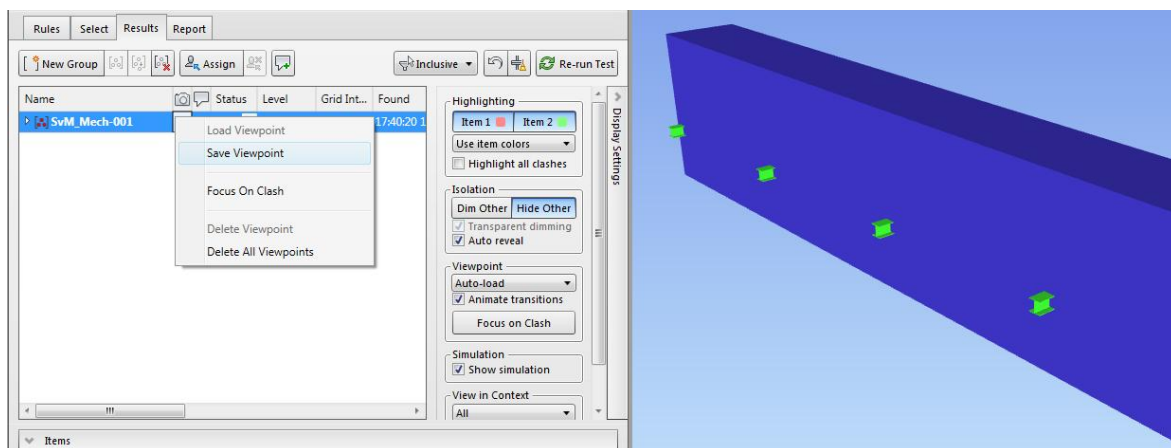 Rules Select Results Report
New Group Assign Inclusive Re-run Test
Name Status Level Grid Int... Found
SvM_Mech-001 17:40:20 1
Load Viewpoint
Save Viewpoint
Focus On Clash
Delete Viewpoint
Delete All Viewpoints
Highlighting
Item 1 Item 2
Use item colors
Highlight all clashes
Isolation
Dim Other Hide Other
Transparent dimming
Auto reveal
Viewpoint
Auto-load
Animate transitions
Focus on Clash
Simulation
Show simulation
View in Context
All
Display Settings
Items